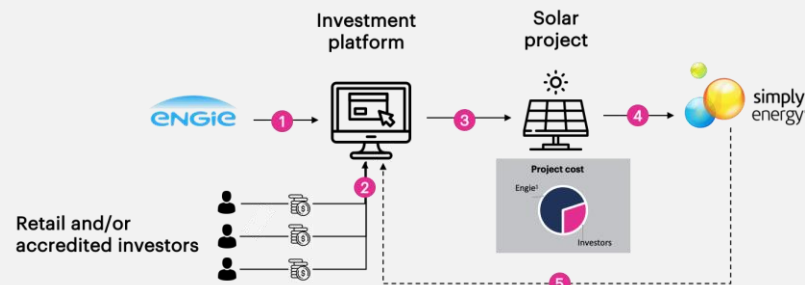 Investment
platform
Solar
project
ENGIE
1
3
4
simply
energy
2
Project cost
Engie¹
Investors
Retail and/or
accredited investors
$
$
$
5